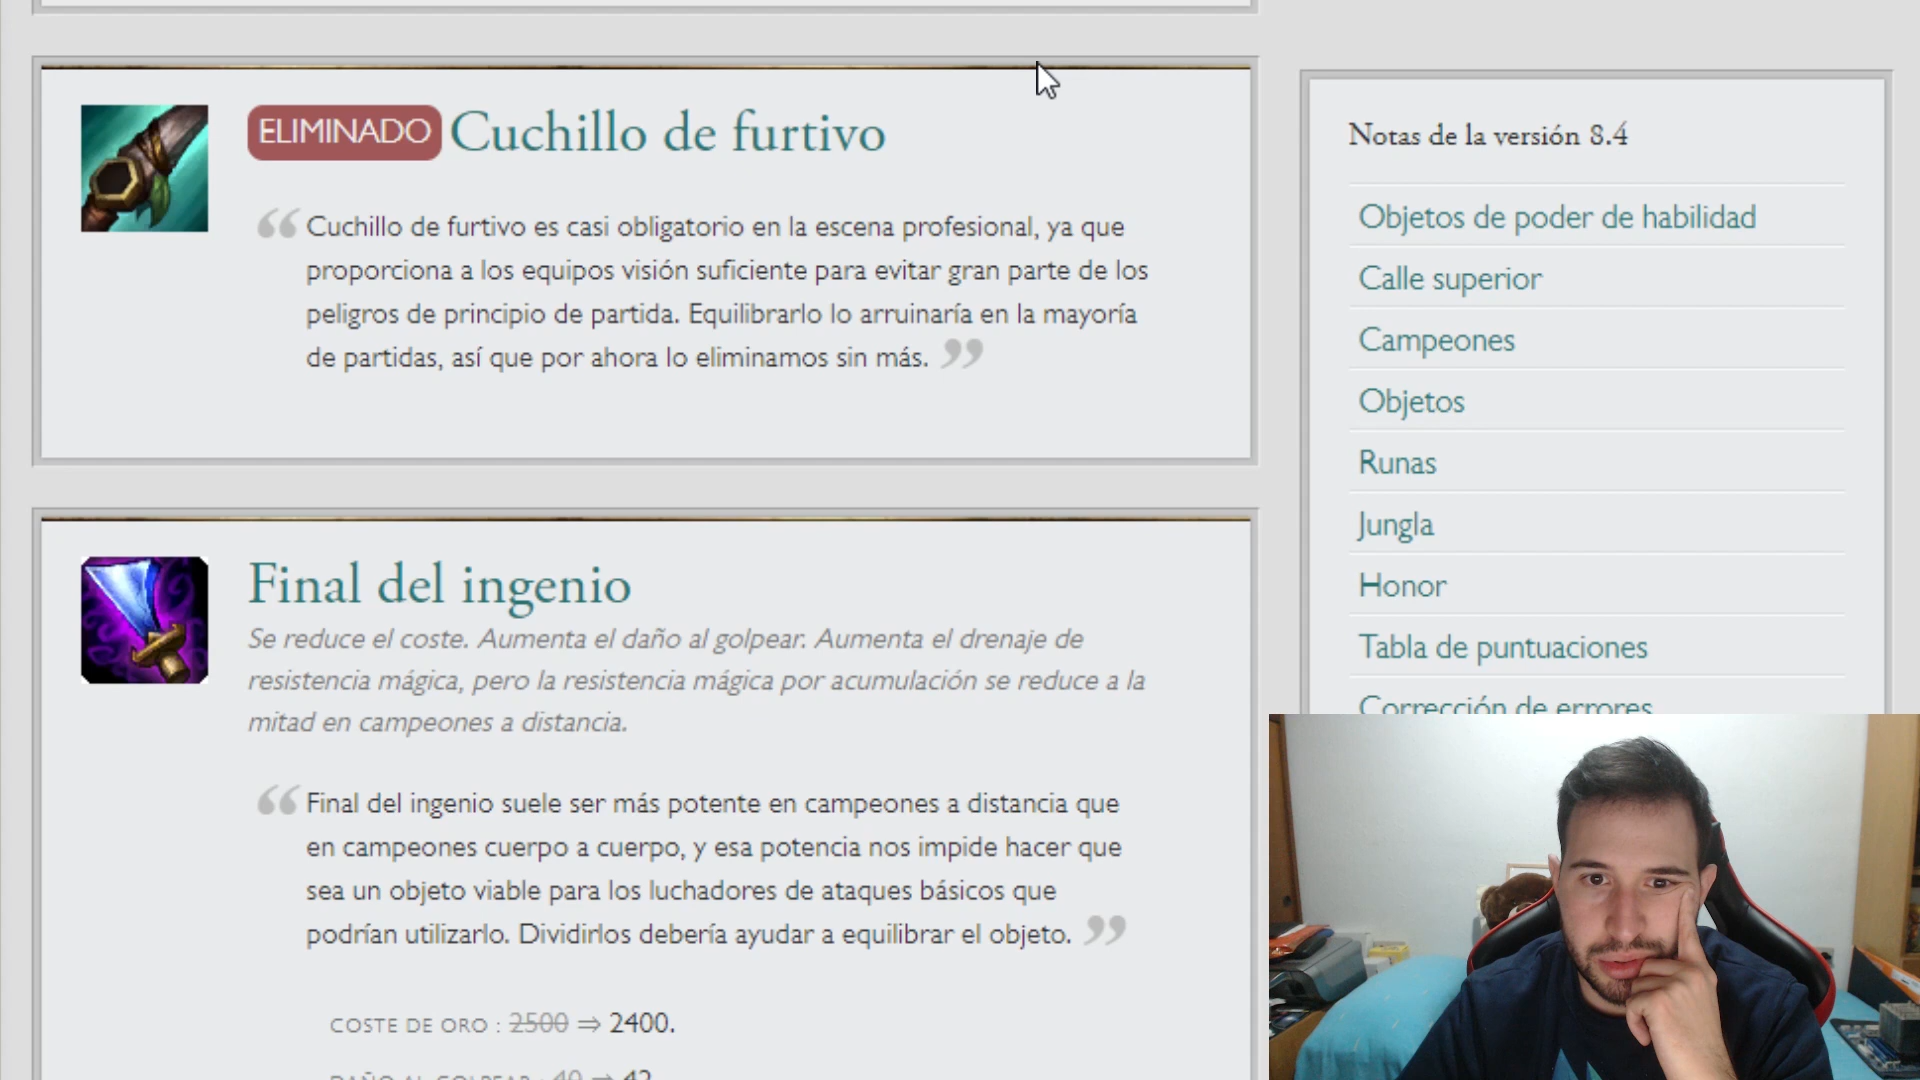 ELIMINADO Cuchillo de furtivo
Cuchillo de furtivo es casi obligatorio en la escena profesional, ya que
proporciona a los equipos visión suficiente para evitar gran parte de los
peligros de principio de partida. Equilibrarlo lo arruinaría en la mayoría
de partidas, así que por ahora lo eliminamos sin más.
Final del ingenio
Se reduce el coste. Aumenta el daño al golpear. Aumenta el drenaje de
resistencia mágica, pero la resistencia mágica por acumulación se reduce a la
mitad en campeones a distancia.
Final del ingenio suele ser más potente en campeones a distancia que
en campeones cuerpo a cuerpo, y esa potencia nos impide hacer que
sea un objeto viable para los luchadores de ataques básicos que
podrían utilizarlo. Dividirlos debería ayudar a equilibrar el objeto.
COSTE DE ORO : 2500 ⇒ 2400.
DAÑO AL GOLPEAR : 40 ⇒ 42
Notas de la versión 8.4
Objetos de poder de habilidad
Calle superior
Campeones
Objetos
Runas
Jungla
Honor
Tabla de puntuaciones
Corrección de errores